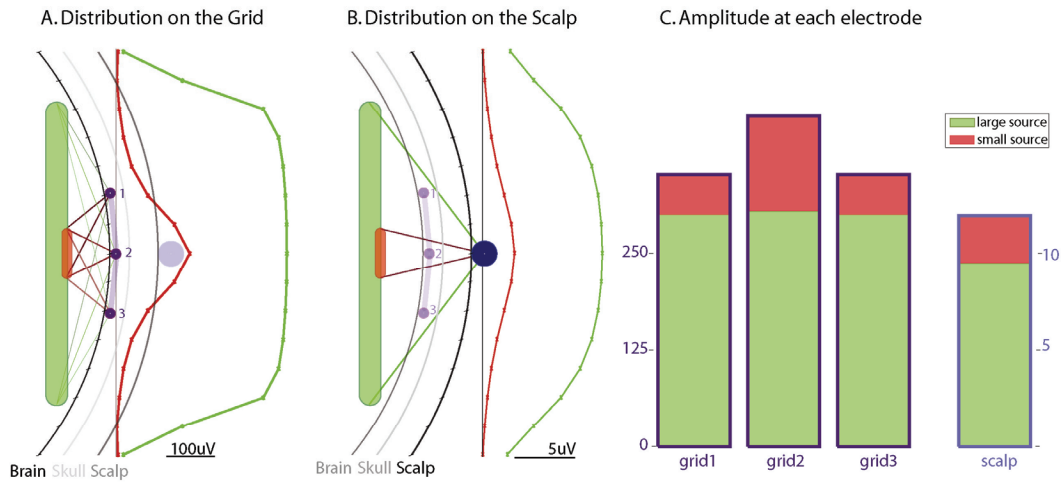 A. Distribution on the Grid
B. Distribution on the Scalp
C. Amplitude at each electrode
1
2
3
100uV
Brain Skull Scalp
1
2
3
5uV
Brain Skull Scalp
large source
small source
250
125
0
10
5
grid1
grid2
grid3
scalp